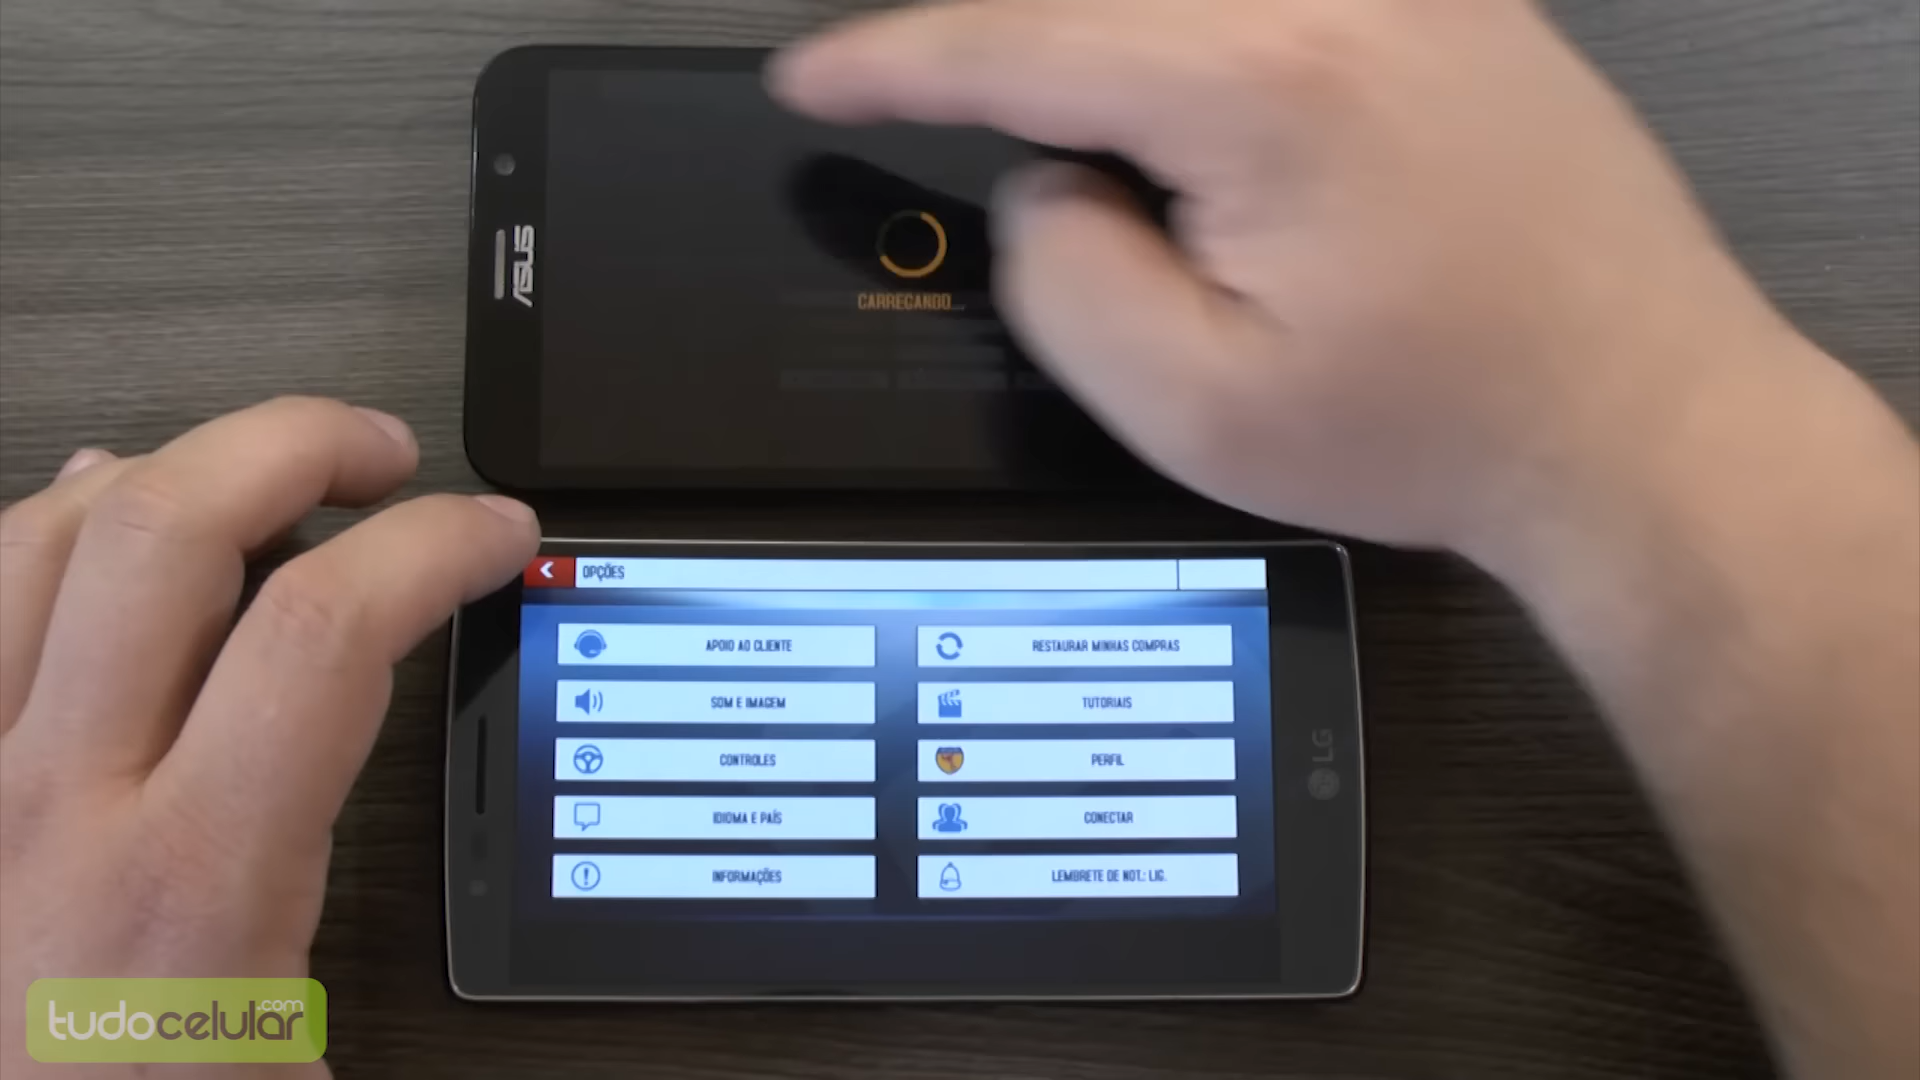 ASUS
CARREGANDO...
OPÇÕES
APOIO AO CLIENTE
RESTAURAR MINHAS COMPRAS
SOM E IMAGEM
TUTORIAIS
CONTROLES
PERFIL
IDIOMA E PAÍS
CONECTAR
INFORMAÇÕES
LEMBRETE DE NOT.: LIG.
LG
tudocelular.com